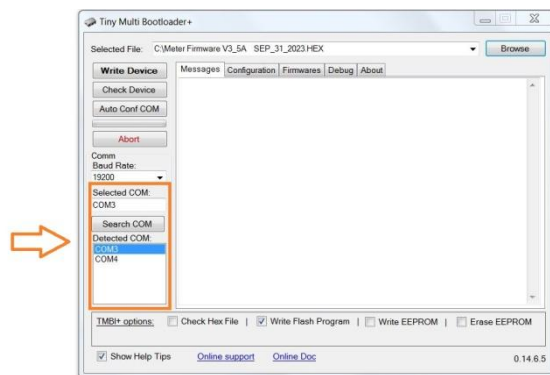 Tiny Multi Bootloader+
Selected File: C:\Meter Firmware V3_5A SEP_31_2023.HEX Browse
Write Device Messages Configuration Firmwares Debug About
Check Device
Auto Conf COM
Abort
Comm
Baud Rate:
19200
Selected COM:
COM3
Search COM
Detected COM:
COM3
COM4
TMBl+ options: Check Hex File | Write Flash Program | Write EEPROM | Erase EEPROM
Show Help Tips Online support Online Doc 0.14.6.5